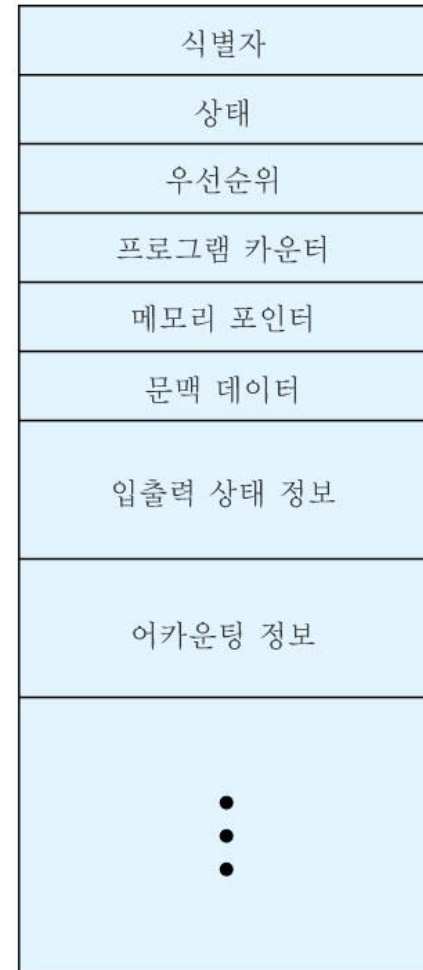 식별자
상태
우선순위
프로그램 카운터
메모리 포인터
문맥 데이터
입출력 상태 정보
어카운팅 정보